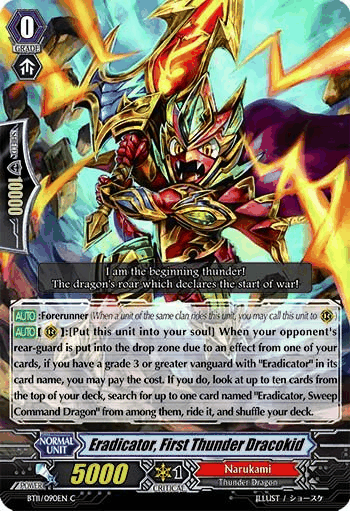 0
GRADE
10000
SHIELD
I am the beginning thunder!
The dragon's roar which declares the start of war!
AUTO:Forerunner (When a unit of the same clan rides this unit, you may call this unit to
AUTO[ ]:[Put this unit into your soul] When your opponent's
rear-guard is put into the drop zone due to an effect from one of your
cards, if you have a grade 3 or greater vanguard with "Eradicator" in its
card name, you may pay the cost. If you do, look at up to ten cards from
the top of your deck, search for up to one card named "Eradicator, Sweep
Command Dragon" from among them, ride it, and shuffle your deck.
NORMAL
UNIT
Eradicator, First Thunder Dracokid
POWER
5000
1
CRITICAL
Narukami
Thunder Dragon
BT11/090EN C
ILLUST / ショースケ